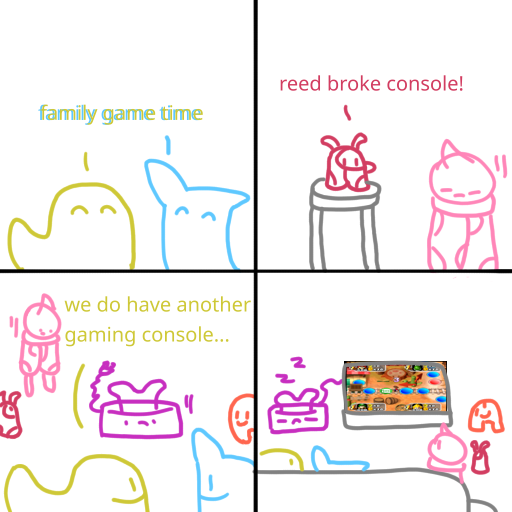 family game time
reed broke console!
we do have another
gaming console...
z z z